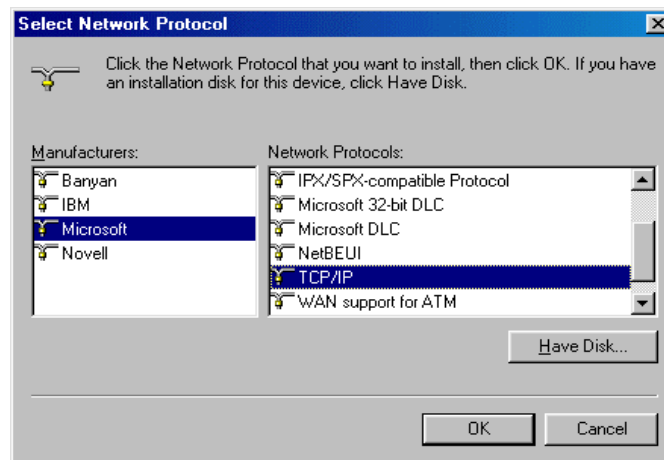 Select Network Protocol
Click the Network Protocol that you want to install, then click OK. If you have
an installation disk for this device, click Have Disk.
Manufacturers:
Banyan
IBM
Microsoft
Novell
Network Protocols:
IPX/SPX-compatible Protocol
Microsoft 32-bit DLC
Microsoft DLC
NetBEUI
TCP/IP
WAN support for ATM
Have Disk...
OK
Cancel